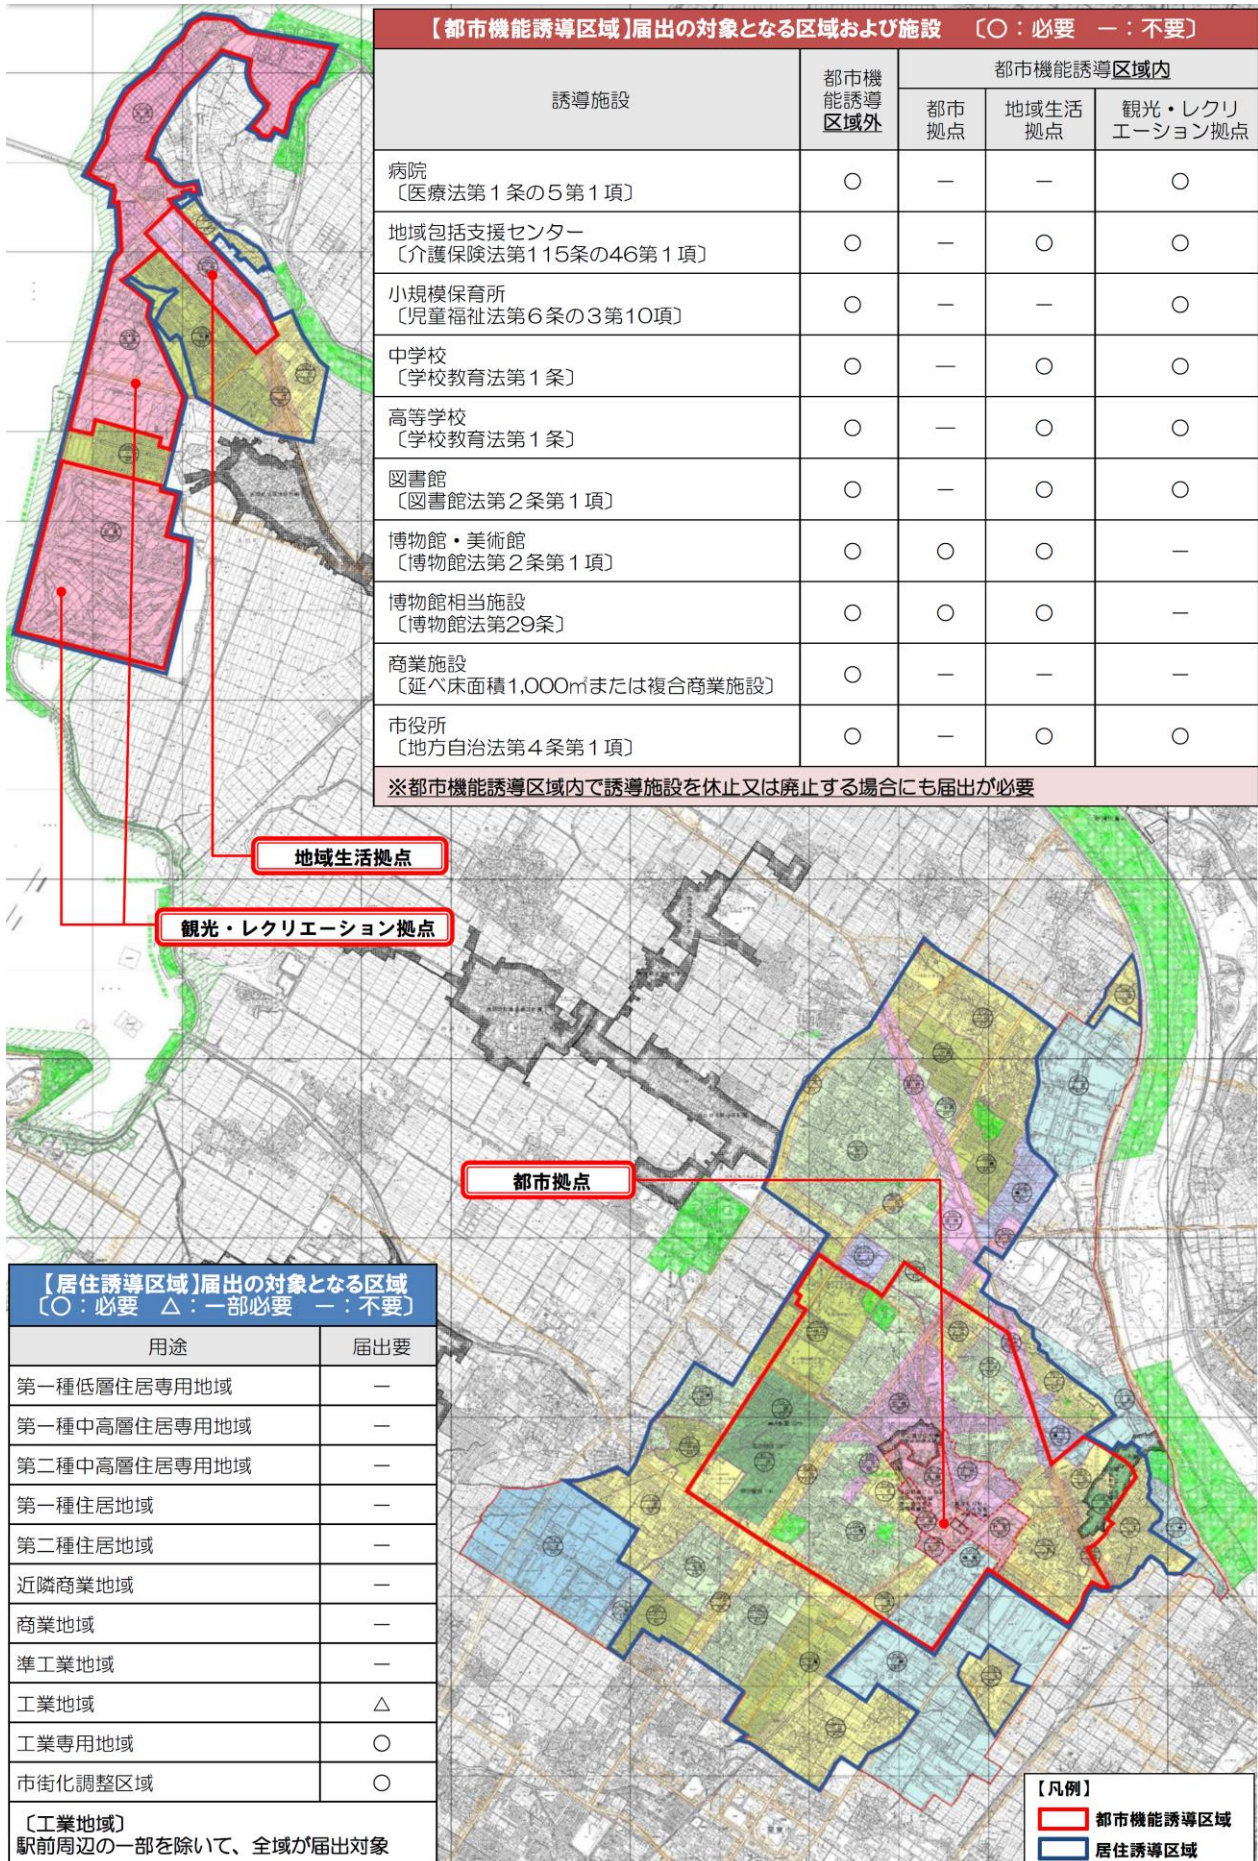 【都市機能誘導区域】届出の対象となる区域および施設 〔○：必要 －：不要〕
誘導施設
都市機
能誘導
区域外
都市機能誘導区域内
都市
拠点
地域生活
拠点
観光・レクリ
エーション拠点
病院
〔医療法第１条の５第１項〕
○ － － ○
地域包括支援センター
〔介護保険法第115条の46第１項〕
○ － ○ ○
小規模保育所
〔児童福祉法第６条の３第10項〕
○ － － ○
中学校
〔学校教育法第１条〕
○ － ○ ○
高等学校
〔学校教育法第１条〕
○ － ○ ○
図書館
〔図書館法第２条第１項〕
○ － ○ ○
博物館・美術館
〔博物館法第２条第１項〕
○ ○ ○ －
博物館相当施設
〔博物館法第29条〕
○ ○ ○ －
商業施設
〔延べ床面積1,000㎡または複合商業施設〕
○ － － －
市役所
〔地方自治法第４条第１項〕
○ － ○ ○
※都市機能誘導区域内で誘導施設を休止又は廃止する場合にも届出が必要
地域生活拠点
観光・レクリエーション拠点
都市拠点
【居住誘導区域】届出の対象となる区域
〔○：必要 △：一部必要 －：不要〕
用途 届出要
第一種低層住居専用地域 －
第一種中高層住居専用地域 －
第二種中高層住居専用地域 －
第一種住居地域 －
第二種住居地域 －
近隣商業地域 －
商業地域 －
準工業地域 －
工業地域 △
工業専用地域 ○
市街化調整区域 ○
〔工業地域〕
駅前周辺の一部を除いて、全域が届出対象
【凡例】
都市機能誘導区域
居住誘導区域